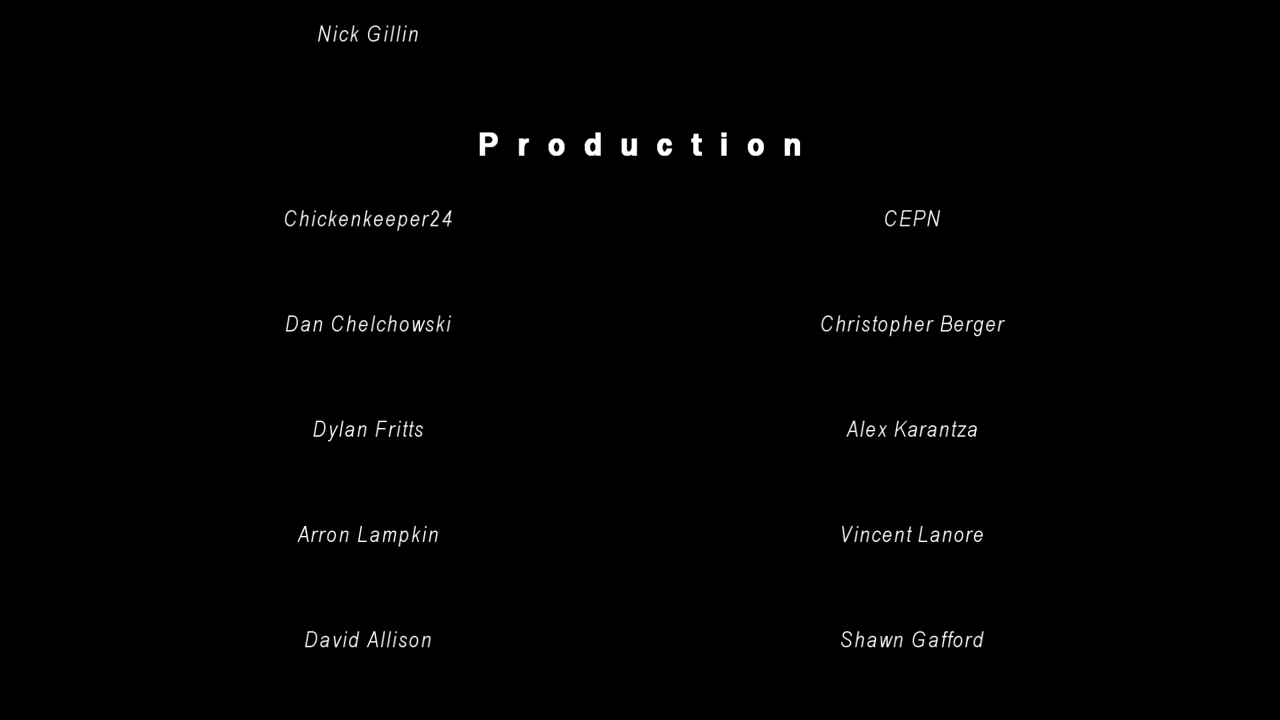 Nick Gillin
Production
Chickenkeeper24 CEPN
Dan Chelchowski Christopher Berger
Dylan Fritts Alex Karantza
Arron Lampkin Vincent Lanore
David Allison Shawn Gafford